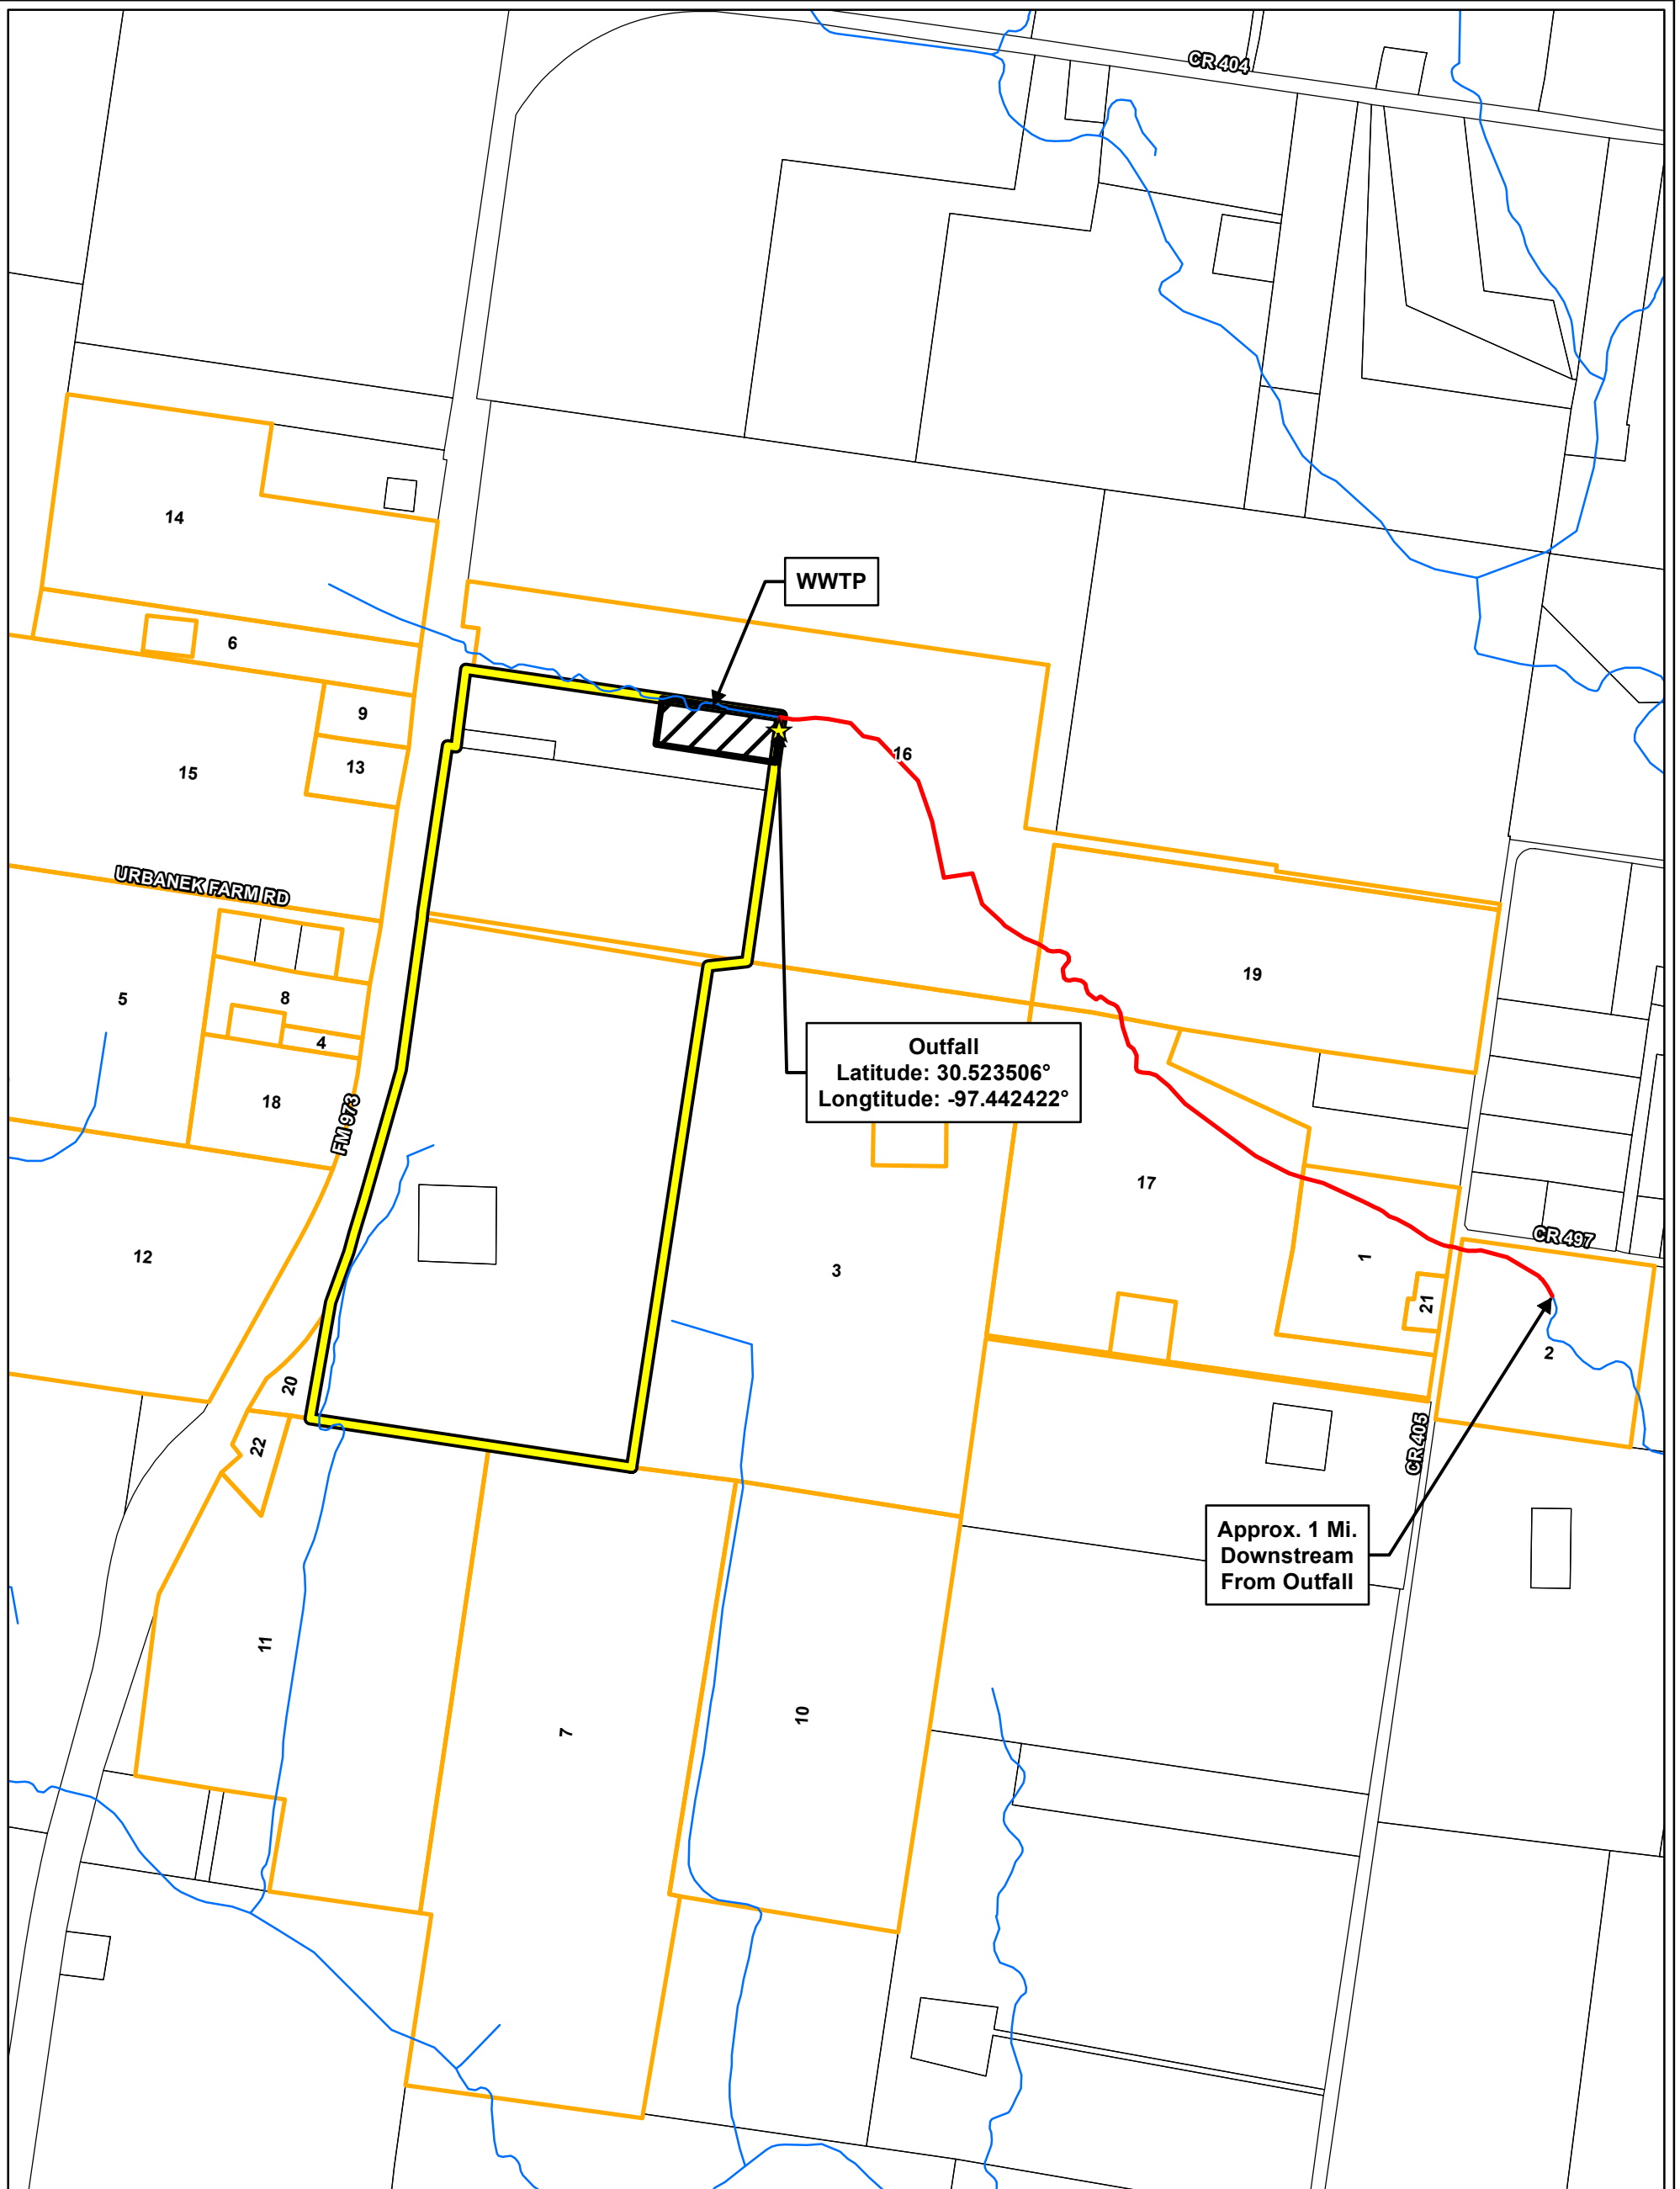 CR 404
14
WWTP
6
9
16
13
15
URBANEK FARM RD
19
5
8
4
Outfall
Latitude: 30.523506°
Longtitude: -97.442422°
18
FM 973
17
12
CR 497
1
3
21
2
20
22
CR 405
Approx. 1 Mi.
Downstream
From Outfall
11
10
7